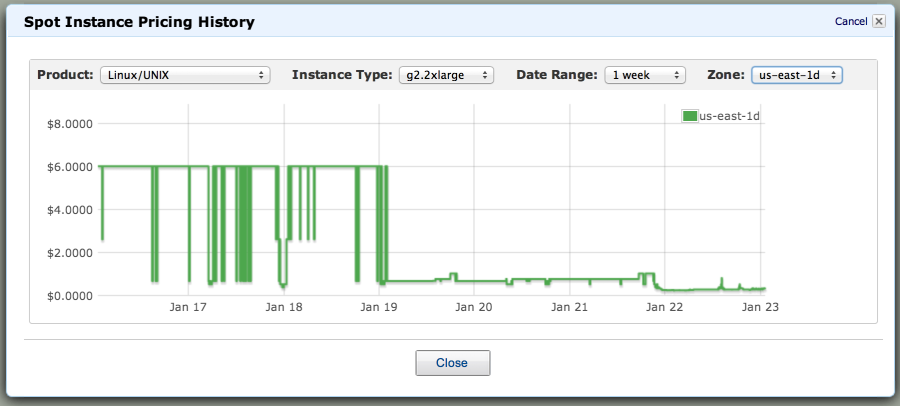 Spot Instance Pricing History
Cancel
Product: Linux/UNIX Instance Type: g2.2xlarge Date Range: 1 week Zone: us-east-1d
us-east-1d
$8.0000
$6.0000
$4.0000
$2.0000
$0.0000
Jan 17 Jan 18 Jan 19 Jan 20 Jan 21 Jan 22 Jan 23
Close